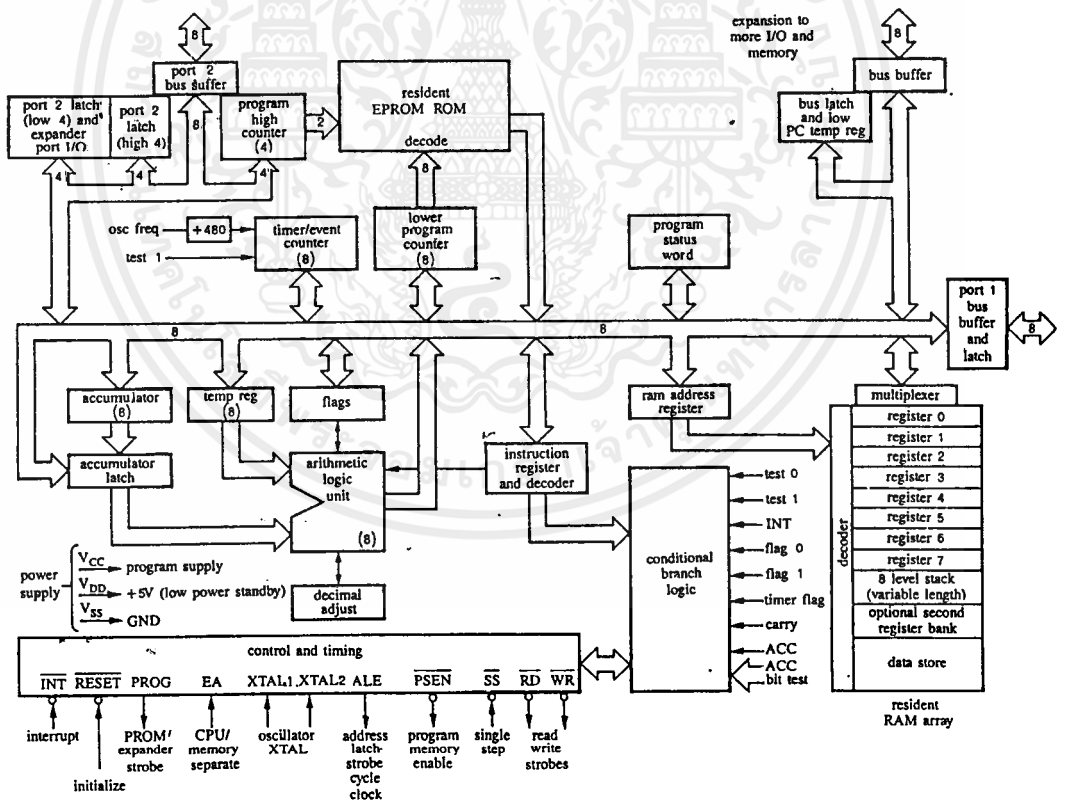 expansion to
more I/O and
memory
8
8
port 2
bus buffer
bus buffer
port 2 latch
(low 4) and
expander
port I/O
port 2
latch
(high 4)
8
program
high
counter
(4)
2
resident
EPROM ROM
decode
bus latch
and low
PC temp reg
4
4
4
8
osc freq
+480
test 1
timer/event
counter
(8)
lower
program
counter
(8)
program
status
word
port 1
bus
buffer
and
latch
8
8
8
accumulator
(8)
temp reg
(8)
flags
ram address
register
multiplexer
decoder
register 0
register 1
register 2
register 3
register 4
register 5
register 6
register 7
8 level stack
(variable length)
optional second
register bank
data store
resident
RAM array
accumulator
latch
arithmetic
logic
unit
(8)
instruction
register
and decoder
conditional
branch
logic
test 0
test 1
INT
flag 0
flag 1
timer flag
carry
ACC
ACC
bit test
decimal
adjust
power
supply
VCC
program supply
VDD
+5V (low power standby)
VSS
GND
control and timing
INT RESET PROG EA XTAL1 ,XTAL2 ALE PSEN SS RD WR
interrupt
initialize
PROM/
expander
strobe
CPU/
memory
separate
oscillator
XTAL
address
latch-
strobe
cycle
clock
program
memory
enable
single
step
read
write
strobes